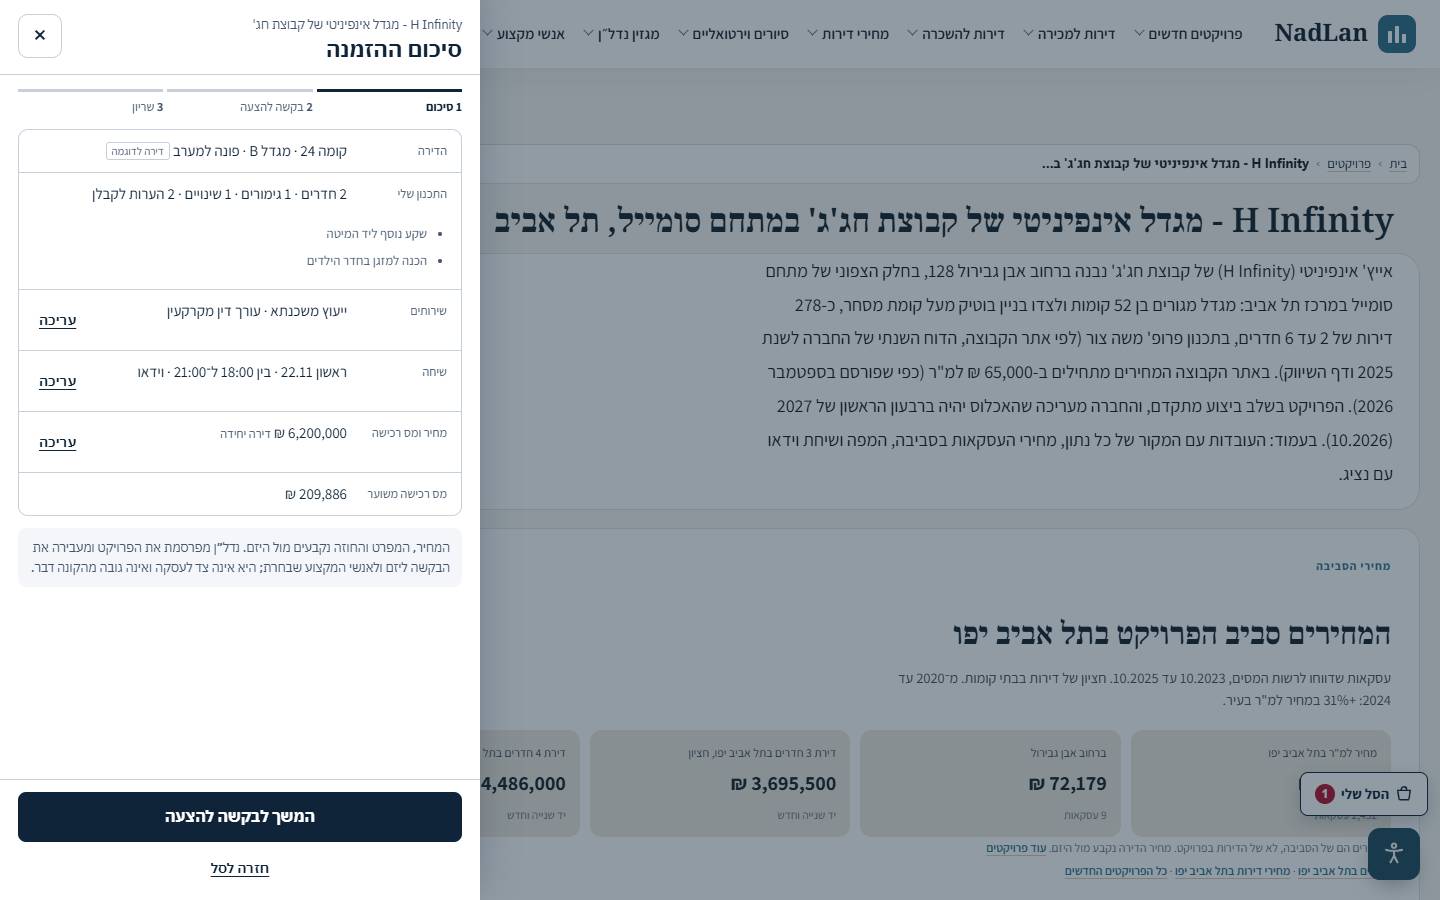 NadLan
פרויקטים חדשים
דירות למכירה
דירות להשכרה
מחירי דירות
סיורים וירטואליים
מגזין נדל״ן
אנשי מקצוע
H Infinity - מגדל אינפיניטי של קבוצת חג'
סיכום ההזמנה
1 סיכום
2 בקשה להצעה
3 שריון
הדירה
קומה 24 · מגדל B · פונה למערב
דירה לדוגמה
התכנון שלי
2 חדרים · 1 גימורים · 1 שינויים · 2 הערות לקבלן
שקע נוסף ליד המיטה
הכנה למזגן בחדר הילדים
שירותים
ייעוץ משכנתא · עורך דין מקרקעין
עריכה
שיחה
ראשון 22.11 · בין 18:00 ל־21:00 · וידאו
עריכה
מחיר ומס רכישה
6,200,000 ₪ דירה יחידה
עריכה
מס רכישה משוער
209,886 ₪
המחיר, המפרט והחוזה נקבעים מול היזם. נדל״ן מפרסמת את הפרויקט ומעבירה את
הבקשה ליזם ולאנשי המקצוע שבחרת; היא אינה צד לעסקה ואינה גובה מהקונה דבר.
המשך לבקשה להצעה
חזרה לסל
בית › פרויקטים › H Infinity - מגדל אינפיניטי של קבוצת חג'ג' ב...
H Infinity - מגדל אינפיניטי של קבוצת חג'ג' במתחם סומייל, תל אביב
אייץ' אינפיניטי (H Infinity) של קבוצת חג'ג' נבנה ברחוב אבן גבירול 128, בחלק הצפוני של מתחם
סומייל במרכז תל אביב: מגדל מגורים בן 52 קומות ולצדו בניין בוטיק מעל קומת מסחר, כ-278
דירות של 2 עד 6 חדרים, בתכנון פרופ' משה צור (לפי אתר הקבוצה, הדוח השנתי של החברה לשנת
2025 ודף השיווק). באתר הקבוצה המחירים מתחילים ב-65,000 ₪ למ"ר (כפי שפורסם בספטמבר
2026). הפרויקט בשלב ביצוע מתקדם, והחברה מעריכה שהאכלוס יהיה ברבעון הראשון של 2027
(10.2026). בעמוד: העובדות עם המקור של כל נתון, מחירי העסקאות בסביבה, המפה ושיחת וידאו
עם נציג.
מחירי הסביבה
המחירים סביב הפרויקט בתל אביב יפו
עסקאות שדווחו לרשות המסים, 10.2023 עד 10.2025. חציון של דירות בבתי קומות. מ־2020 עד
2024: +31% במחיר למ"ר בעיר.
מחיר למ"ר בתל אביב יפו
ברחוב אבן גבירול
72,179 ₪
9 עסקאות
דירת 3 חדרים בתל אביב יפו, חציון
3,695,500 ₪
יד שנייה וחדש
דירת 4 חדרים בתל
4,486,000
יד שנייה וחדש
הסל שלי
1
הם של הסביבה, לא של הדירות בפרויקט. מחיר הדירה נקבע מול היזם. עוד פרויקטים
בתל אביב יפו · מחירי דירות בתל אביב יפו · כל הפרויקטים החדשים